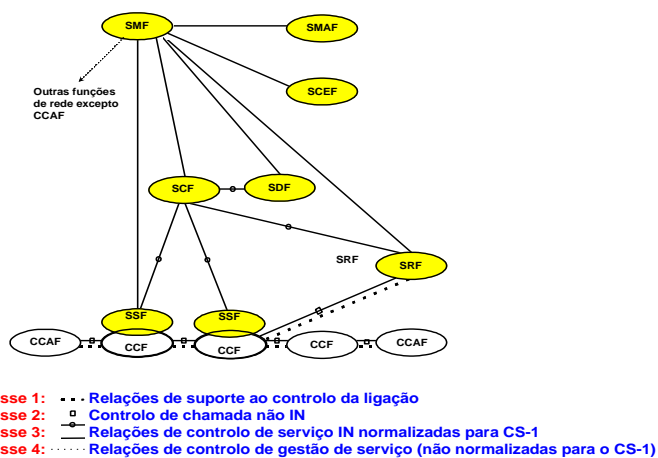 SMF
SMAF
Outras funções
de rede excepto
CCAF
SCEF
SCF
SDF
SRF
SRF
SSF
SSF
CCAF
CCF
CCF
CCF
CCAF
sse 1: Relações de suporte ao controlo da ligação
sse 2: Controlo de chamada não IN
sse 3: Relações de controlo de serviço IN normalizadas para CS-1
sse 4: Relações de controlo de gestão de serviço (não normalizadas para o CS-1)